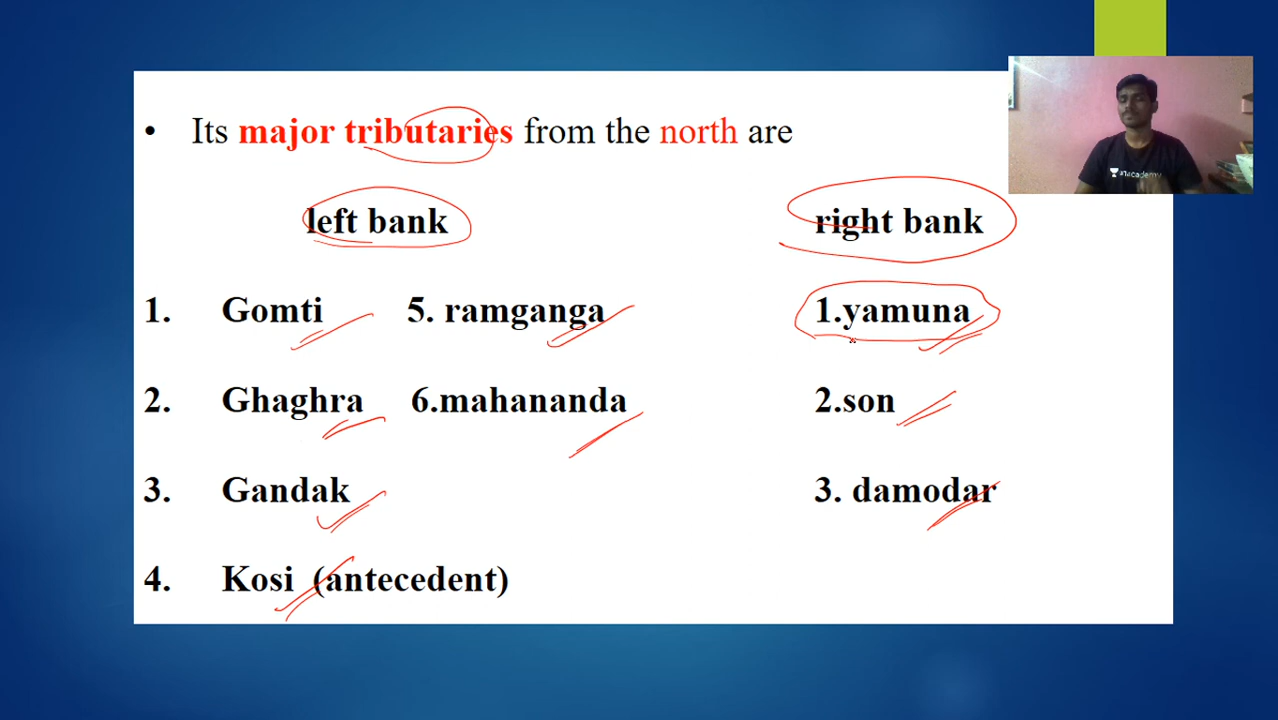 • Its major tributaries from the north are
left bank right bank
1. Gomti 5. ramganga 1.yamuna
2. Ghaghra 6.mahananda 2.son
3. Gandak 3. damodar
4. Kosi (antecedent)
unacademy